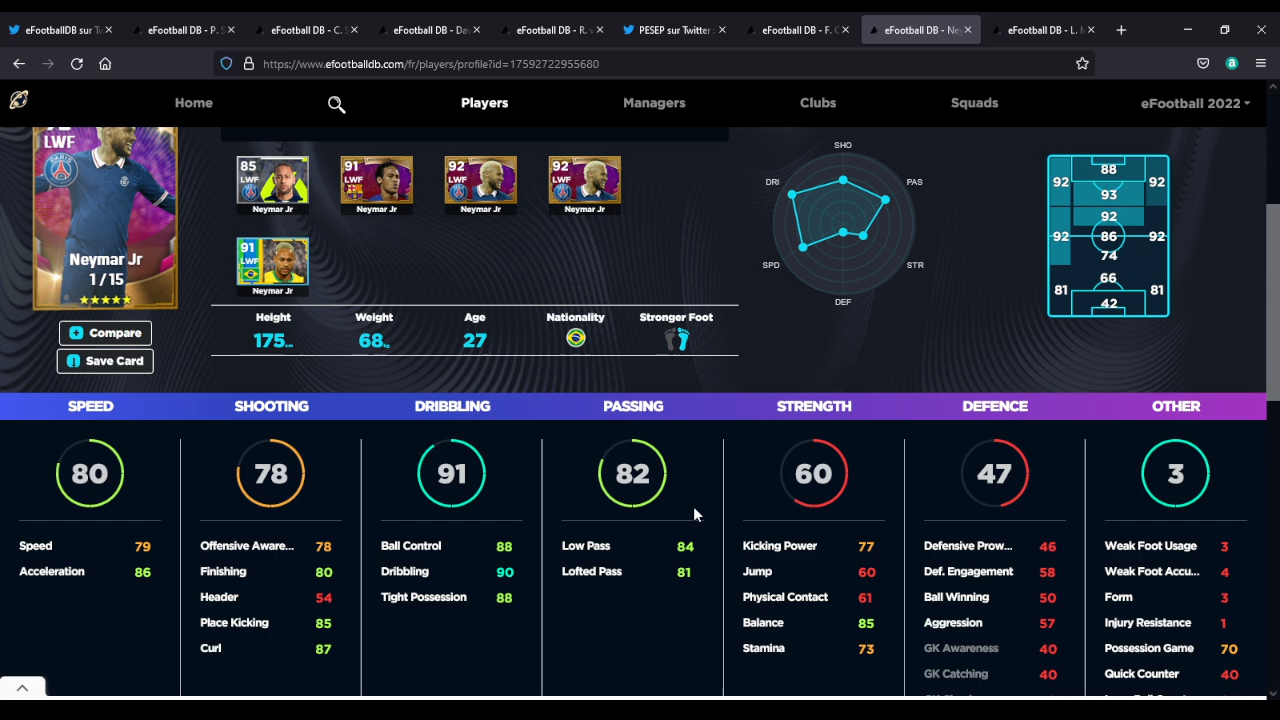 eFootballDB sur Tw
eFootball DB - P. S
eFootball DB - C. S
eFootball DB - Dav
eFootball DB - R. v
PESEP sur Twitter
eFootball DB - F. C
eFootball DB - Ney
eFootball DB - L. M
https://www.efootballdb.com/fr/players/profile?id=17592722955680
Home
Players
Managers
Clubs
Squads
eFootball 2022
LWF
PARIS
Neymar Jr
1 / 15
Compare
Save Card
85
LWF
Neymar Jr
91
LWF
Neymar Jr
92
LWF
Neymar Jr
92
LWF
Neymar Jr
91
LWF
Neymar Jr
Height Weight Age Nationality Stronger Foot
175 68 27
SHO
DRI PAS
SPD STR
DEF
88
92 92
93
92
92 86 92
74
66
81 81
42
SPEED SHOOTING DRIBBLING PASSING STRENGTH DEFENCE OTHER
80 78 91 82 60 47 3
Speed 79
Acceleration 86
Offensive Aware... 78
Finishing 80
Header 54
Place Kicking 85
Curl 87
Ball Control 88
Dribbling 90
Tight Possession 88
Low Pass 84
Lofted Pass 81
Kicking Power 77
Jump 60
Physical Contact 61
Balance 85
Stamina 73
Defensive Prow... 46
Def. Engagement 58
Ball Winning 50
Aggression 57
GK Awareness 40
GK Catching 40
Weak Foot Usage 3
Weak Foot Accu... 4
Form 3
Injury Resistance 1
Possession Game 70
Quick Counter 40